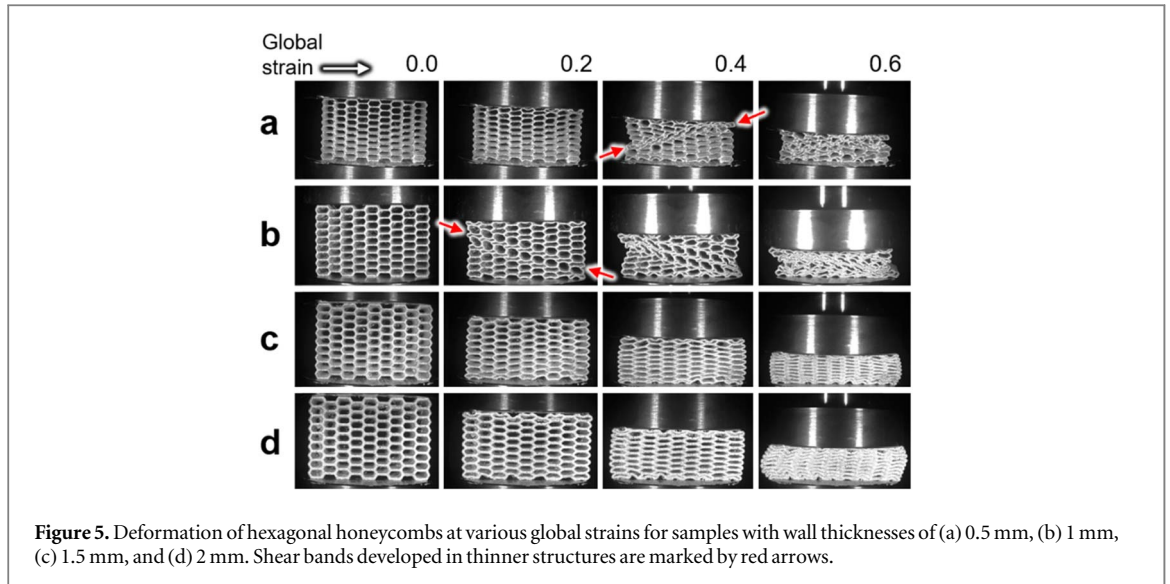 Global
strain 0.0 0.2 0.4 0.6
a
b
c
d
Figure 5. Deformation of hexagonal honeycombs at various global strains for samples with wall thicknesses of (a) 0.5 mm, (b) 1 mm,
(c) 1.5 mm, and (d) 2 mm. Shear bands developed in thinner structures are marked by red arrows.